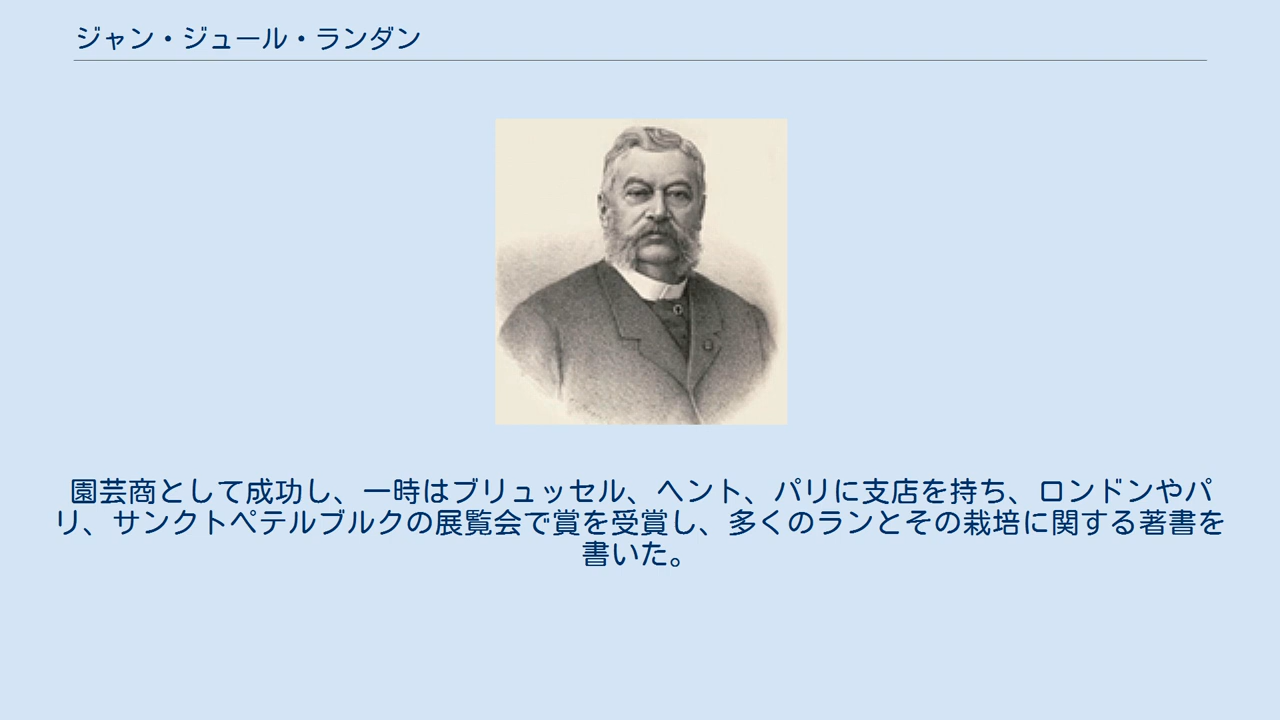 ジャン・ジュール・ランダン
園芸商として成功し、一時はブリュッセル、ヘント、パリに支店を持ち、ロンドンやパ
リ、サンクトペテルブルクの展覧会で賞を受賞し、多くのランとその栽培に関する著書を
書いた。